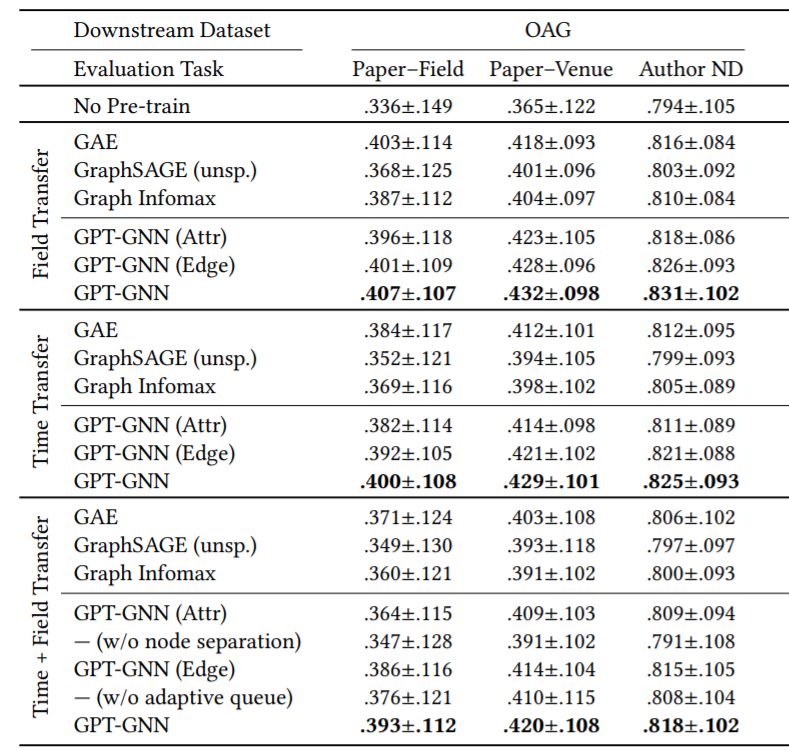 Downstream Dataset OAG
Evaluation Task Paper–Field Paper–Venue Author ND
No Pre-train .336±.149 .365±.122 .794±.105
Field Transfer
GAE .403±.114 .418±.093 .816±.084
GraphSAGE (unsp.) .368±.125 .401±.096 .803±.092
Graph Infomax .387±.112 .404±.097 .810±.084
GPT-GNN (Attr) .396±.118 .423±.105 .818±.086
GPT-GNN (Edge) .401±.109 .428±.096 .826±.093
GPT-GNN .407±.107 .432±.098 .831±.102
Time Transfer
GAE .384±.117 .412±.101 .812±.095
GraphSAGE (unsp.) .352±.121 .394±.105 .799±.093
Graph Infomax .369±.116 .398±.102 .805±.089
GPT-GNN (Attr) .382±.114 .414±.098 .811±.089
GPT-GNN (Edge) .392±.105 .421±.102 .821±.088
GPT-GNN .400±.108 .429±.101 .825±.093
Time + Field Transfer
GAE .371±.124 .403±.108 .806±.102
GraphSAGE (unsp.) .349±.130 .393±.118 .797±.097
Graph Infomax .360±.121 .391±.102 .800±.093
GPT-GNN (Attr) .364±.115 .409±.103 .809±.094
— (w/o node separation) .347±.128 .391±.102 .791±.108
GPT-GNN (Edge) .386±.116 .414±.104 .815±.105
— (w/o adaptive queue) .376±.121 .410±.115 .808±.104
GPT-GNN .393±.112 .420±.108 .818±.102